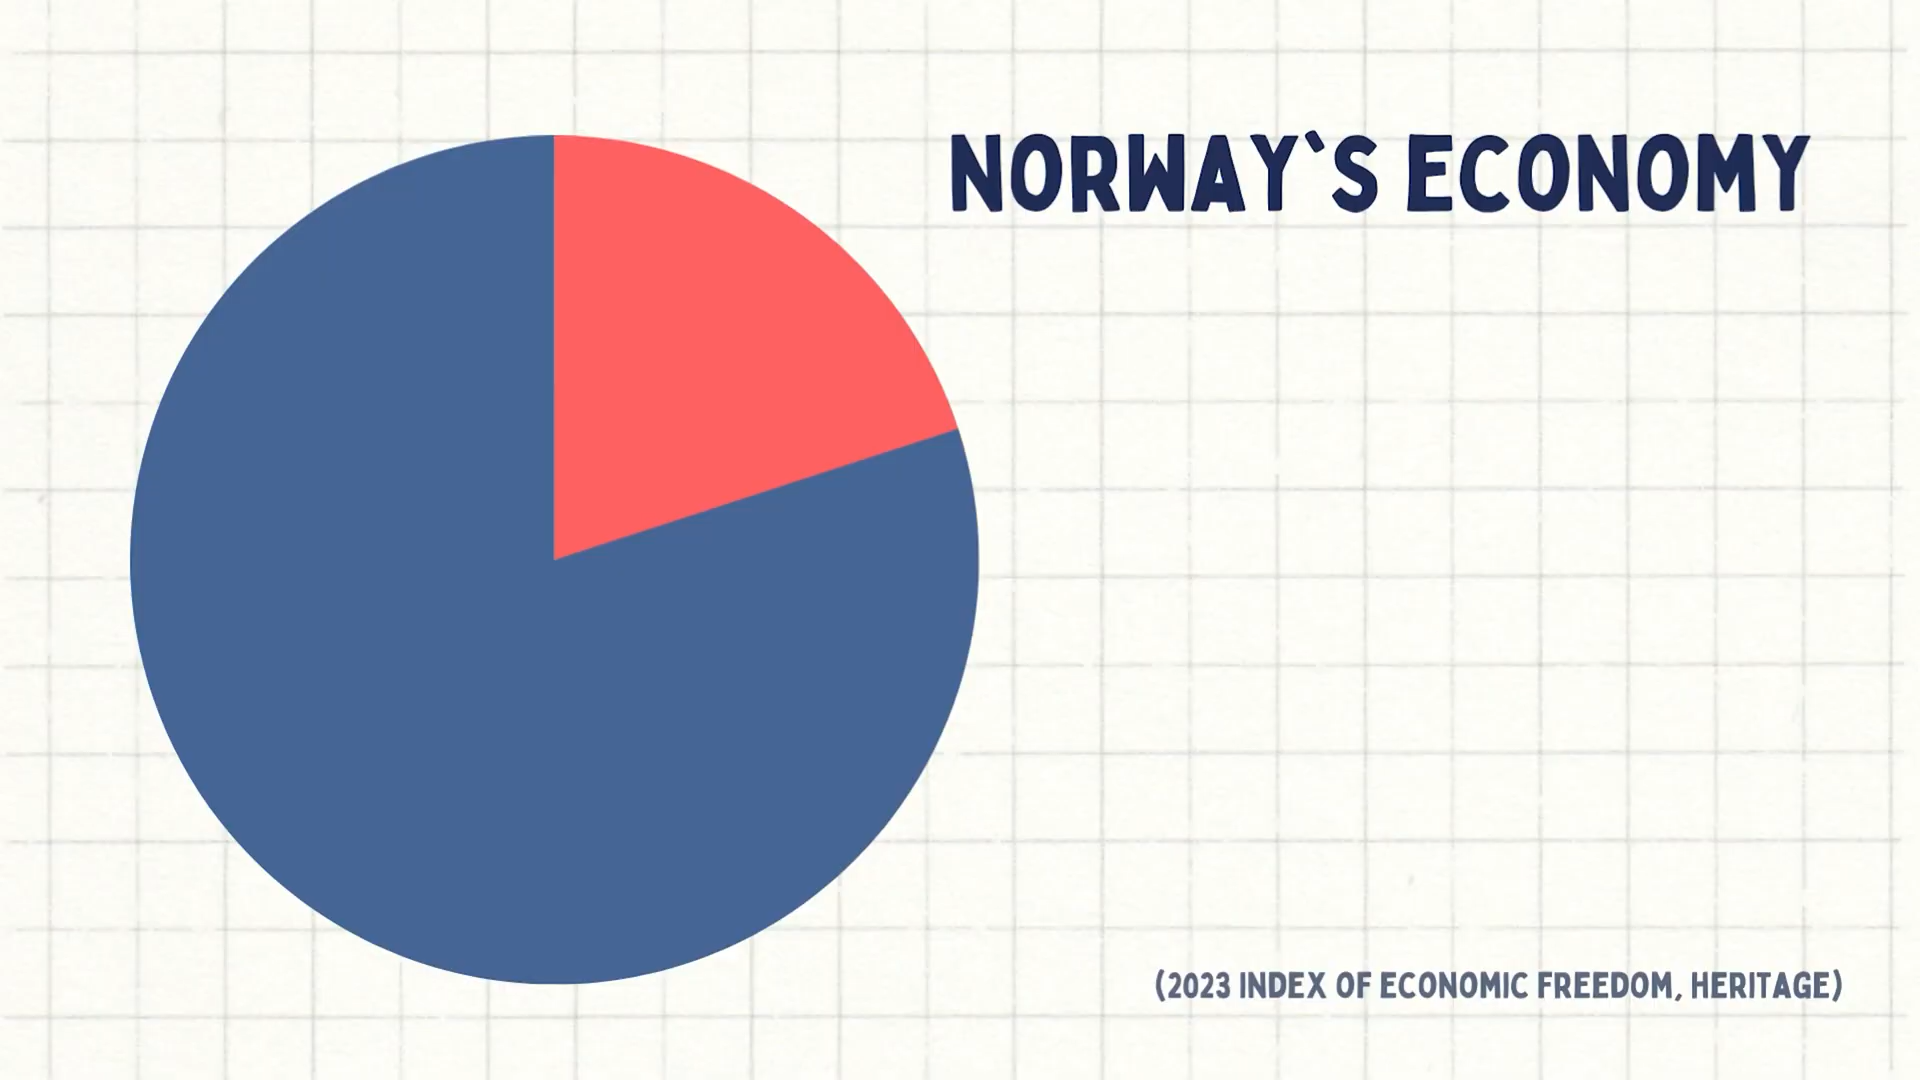 NORWAY`S ECONOMY
(2023 INDEX OF ECONOMIC FREEDOM, HERITAGE)